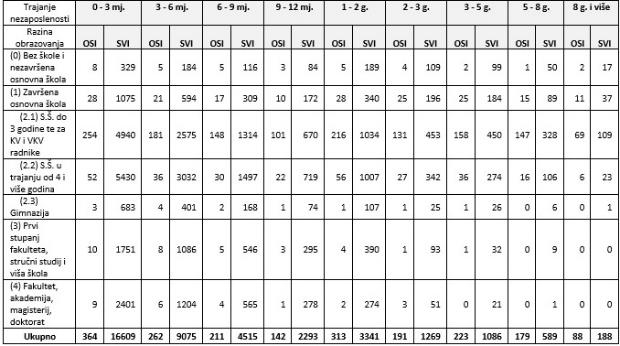 Trajanje nezaposlenosti 0 - 3 mj. 3 - 6 mj. 6 - 9 mj. 9 - 12 mj. 1 - 2 g. 2 - 3 g. 3 - 5 g. 5 - 8 g. 8 g. i više
Razina obrazovanja OSI SVI OSI SVI OSI SVI OSI SVI OSI SVI OSI SVI OSI SVI OSI SVI OSI SVI
(0) Bez škole i nezavršena osnovna škola 8 329 5 184 5 116 3 84 5 189 4 109 2 99 1 50 2 17
(1) Završena osnovna škola 28 1075 21 594 17 309 10 172 28 340 25 196 25 184 15 89 11 37
(2.1) S.Š. do 3 godine te za KV i VKV radnike 254 4940 181 2575 148 1314 101 670 216 1034 131 453 158 450 147 328 69 109
(2.2) S.Š. u trajanju od 4 i više godina 52 5430 36 3032 30 1497 22 719 56 1007 27 342 36 274 16 106 6 23
(2.3) Gimnazija 3 683 4 401 2 168 1 74 1 107 1 25 1 26 0 6 0 1
(3) Prvi stupanj fakulteta, stručni studij i viša škola 10 1751 8 1086 5 546 3 295 4 390 1 93 1 32 0 9 0 0
(4) Fakultet, akademija, magisterij, doktorat 9 2401 6 1204 4 565 1 278 2 274 3 51 0 21 0 1 0 0
Ukupno 364 16609 262 9075 211 4515 142 2293 313 3341 191 1269 223 1086 179 589 88 188